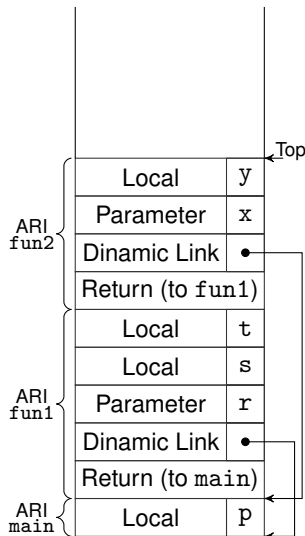 Top
Local y
ARI
fun2
Parameter x
Dinamic Link
Return (to fun1)
Local t
Local s
ARI
fun1
Parameter r
Dinamic Link
Return (to main)
ARI
main
Local p